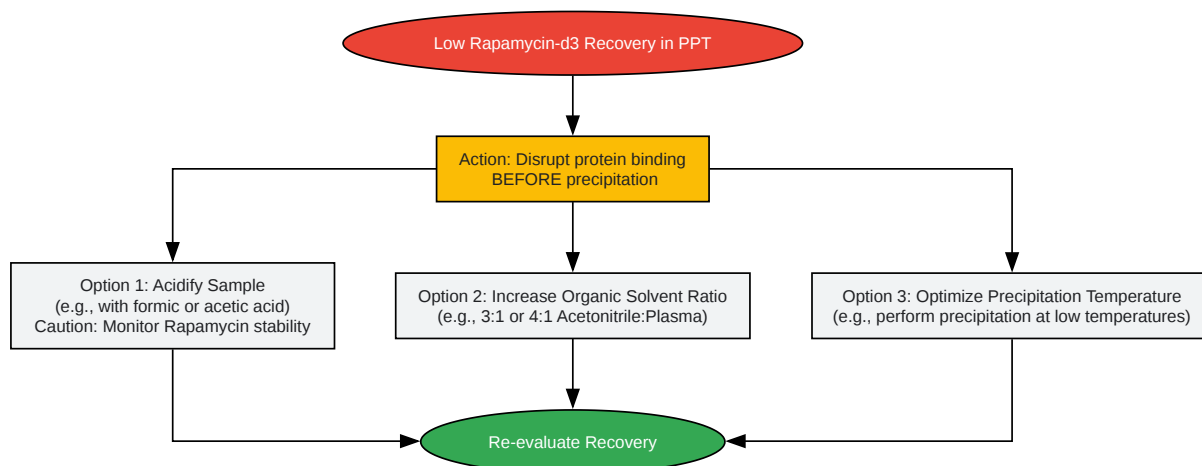 Low Rapamycin-d3 Recovery in PPT
Action: Disrupt protein binding
BEFORE precipitation
Option 1: Acidify Sample
(e.g., with formic or acetic acid)
Caution: Monitor Rapamycin stability
Option 2: Increase Organic Solvent Ratio
(e.g., 3:1 or 4:1 Acetonitrile:Plasma)
Option 3: Optimize Precipitation Temperature
(e.g., perform precipitation at low temperatures)
Re-evaluate Recovery